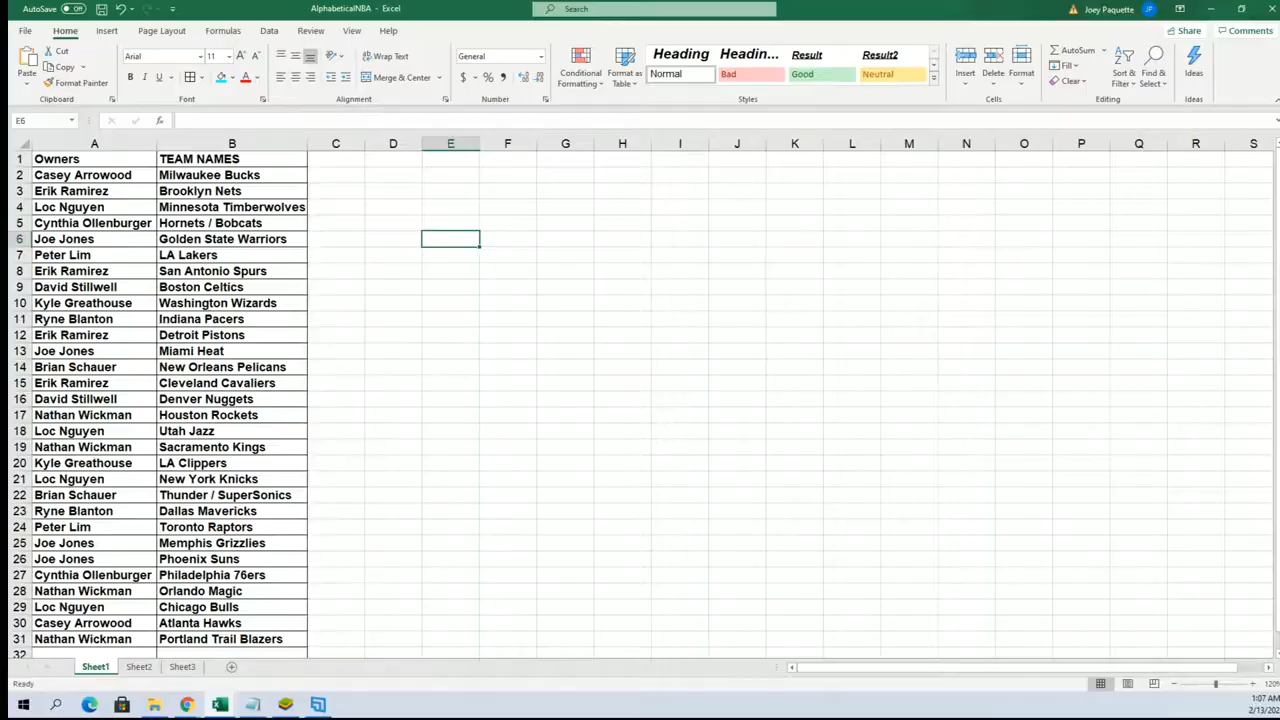 AutoSave Off AlphabeticalNBA - Excel Search Joey Paquette JP
File Home Insert Page Layout Formulas Data Review View Help Share Comments
Paste Cut Copy Format Painter Clipboard
Arial 11 A A B I U A Font
ab Wrap Text Merge & Center Alignment
General $ % Number
Conditional Formatting Format as Table
Heading Headin... Result Result2
Normal Bad Good Neutral
Styles
Insert Delete Format Cells
AutoSum Fill Clear Sort & Filter Find & Select Editing
Ideas Ideas
E6 fx
A B C D E F G H I J K L M N O P Q R S
1 Owners TEAM NAMES
2 Casey Arrowood Milwaukee Bucks
3 Erik Ramirez Brooklyn Nets
4 Loc Nguyen Minnesota Timberwolves
5 Cynthia Ollenburger Hornets / Bobcats
6 Joe Jones Golden State Warriors
7 Peter Lim LA Lakers
8 Erik Ramirez San Antonio Spurs
9 David Stillwell Boston Celtics
10 Kyle Greathouse Washington Wizards
11 Ryne Blanton Indiana Pacers
12 Erik Ramirez Detroit Pistons
13 Joe Jones Miami Heat
14 Brian Schauer New Orleans Pelicans
15 Erik Ramirez Cleveland Cavaliers
16 David Stillwell Denver Nuggets
17 Nathan Wickman Houston Rockets
18 Loc Nguyen Utah Jazz
19 Nathan Wickman Sacramento Kings
20 Kyle Greathouse LA Clippers
21 Loc Nguyen New York Knicks
22 Brian Schauer Thunder / SuperSonics
23 Ryne Blanton Dallas Mavericks
24 Peter Lim Toronto Raptors
25 Joe Jones Memphis Grizzlies
26 Joe Jones Phoenix Suns
27 Cynthia Ollenburger Philadelphia 76ers
28 Nathan Wickman Orlando Magic
29 Loc Nguyen Chicago Bulls
30 Casey Arrowood Atlanta Hawks
31 Nathan Wickman Portland Trail Blazers
32
Sheet1 Sheet2 Sheet3
Ready 120%
1:07 AM
2/13/202